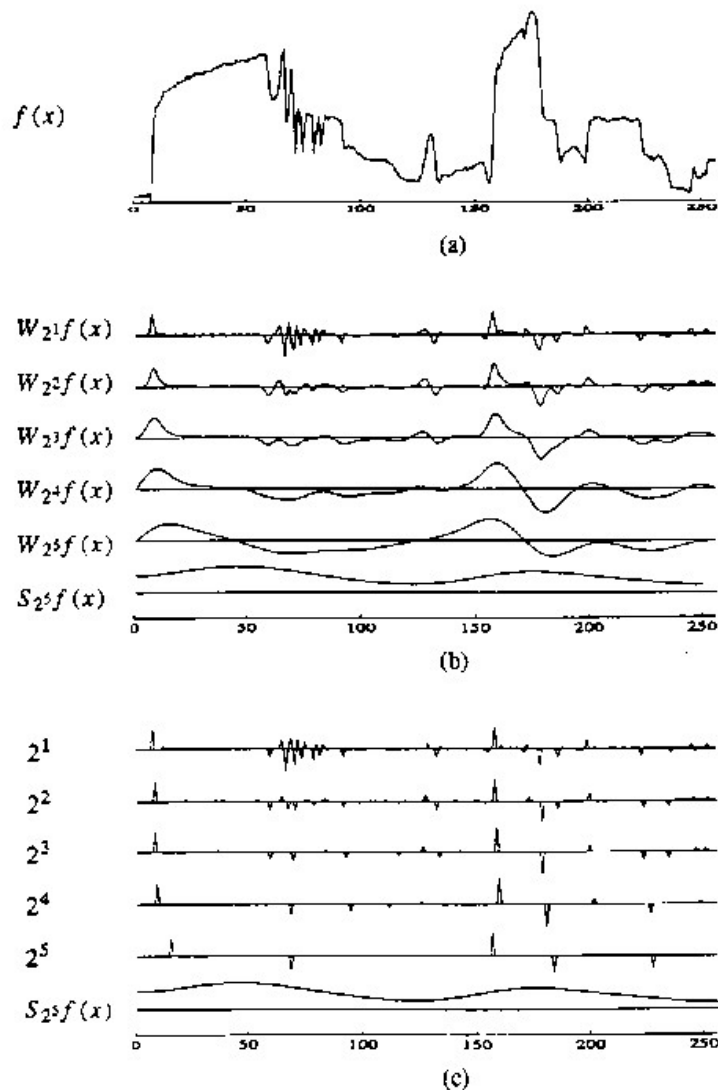 f(x)
0 50 100 150 200 250
(a)
W_{2^1}f(x)
W_{2^2}f(x)
W_{2^3}f(x)
W_{2^4}f(x)
W_{2^5}f(x)
S_{2^5}f(x)
0 50 100 150 200 250
(b)
2^1
2^2
2^3
2^4
2^5
S_{2^5}f(x)
0 50 100 150 200 250
(c)